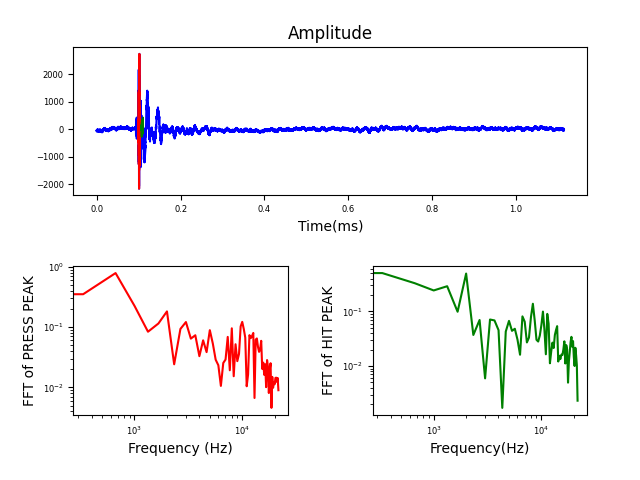 Amplitude
2000
1000
0
−1000
−2000
0.0 0.2 0.4 0.6 0.8 1.0
Time(ms)
FFT of PRESS PEAK
10⁰
10⁻¹
10⁻²
10³ 10⁴
Frequency (Hz)
FFT of HIT PEAK
10⁻¹
10⁻²
10³ 10⁴
Frequency(Hz)